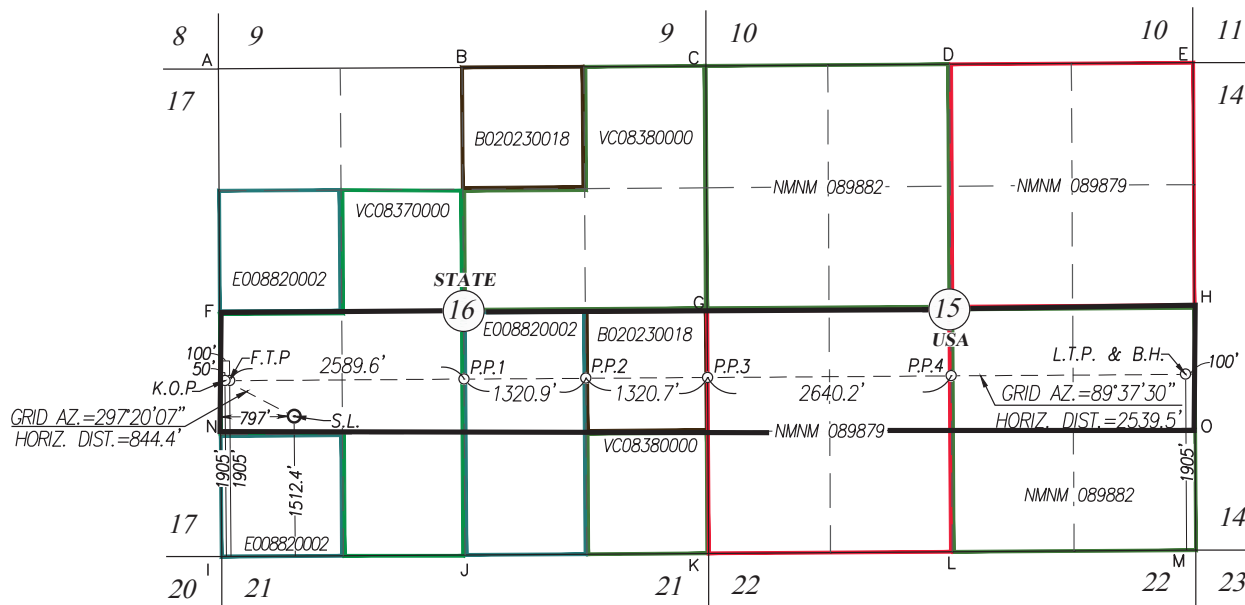 8 9 9 10 10 11
A B C D E
17 14
B020230018 VC08380000
NMNM 089882 NMNM 089879
VC08370000
E008820002
STATE
F 16 G 15 H
E008820002 B020230018 USA
100' F.T.P 2589.6' P.P.1 P.P.2 P.P.3 P.P.4 L.T.P. & B.H. 100'
50'
K.O.P 1320.9' 1320.7' 2640.2' GRID AZ.=89°37'30"
GRID AZ.=297°20'07" 797' S.L. HORIZ. DIST.=2539.5'
HORIZ. DIST.=844.4' N NMNM 089879 O
VC08380000
1905' 1905' 1512.4' 1905'
NMNM 089882
17 E008820002 14
I J K L M
20 21 21 22 22 23